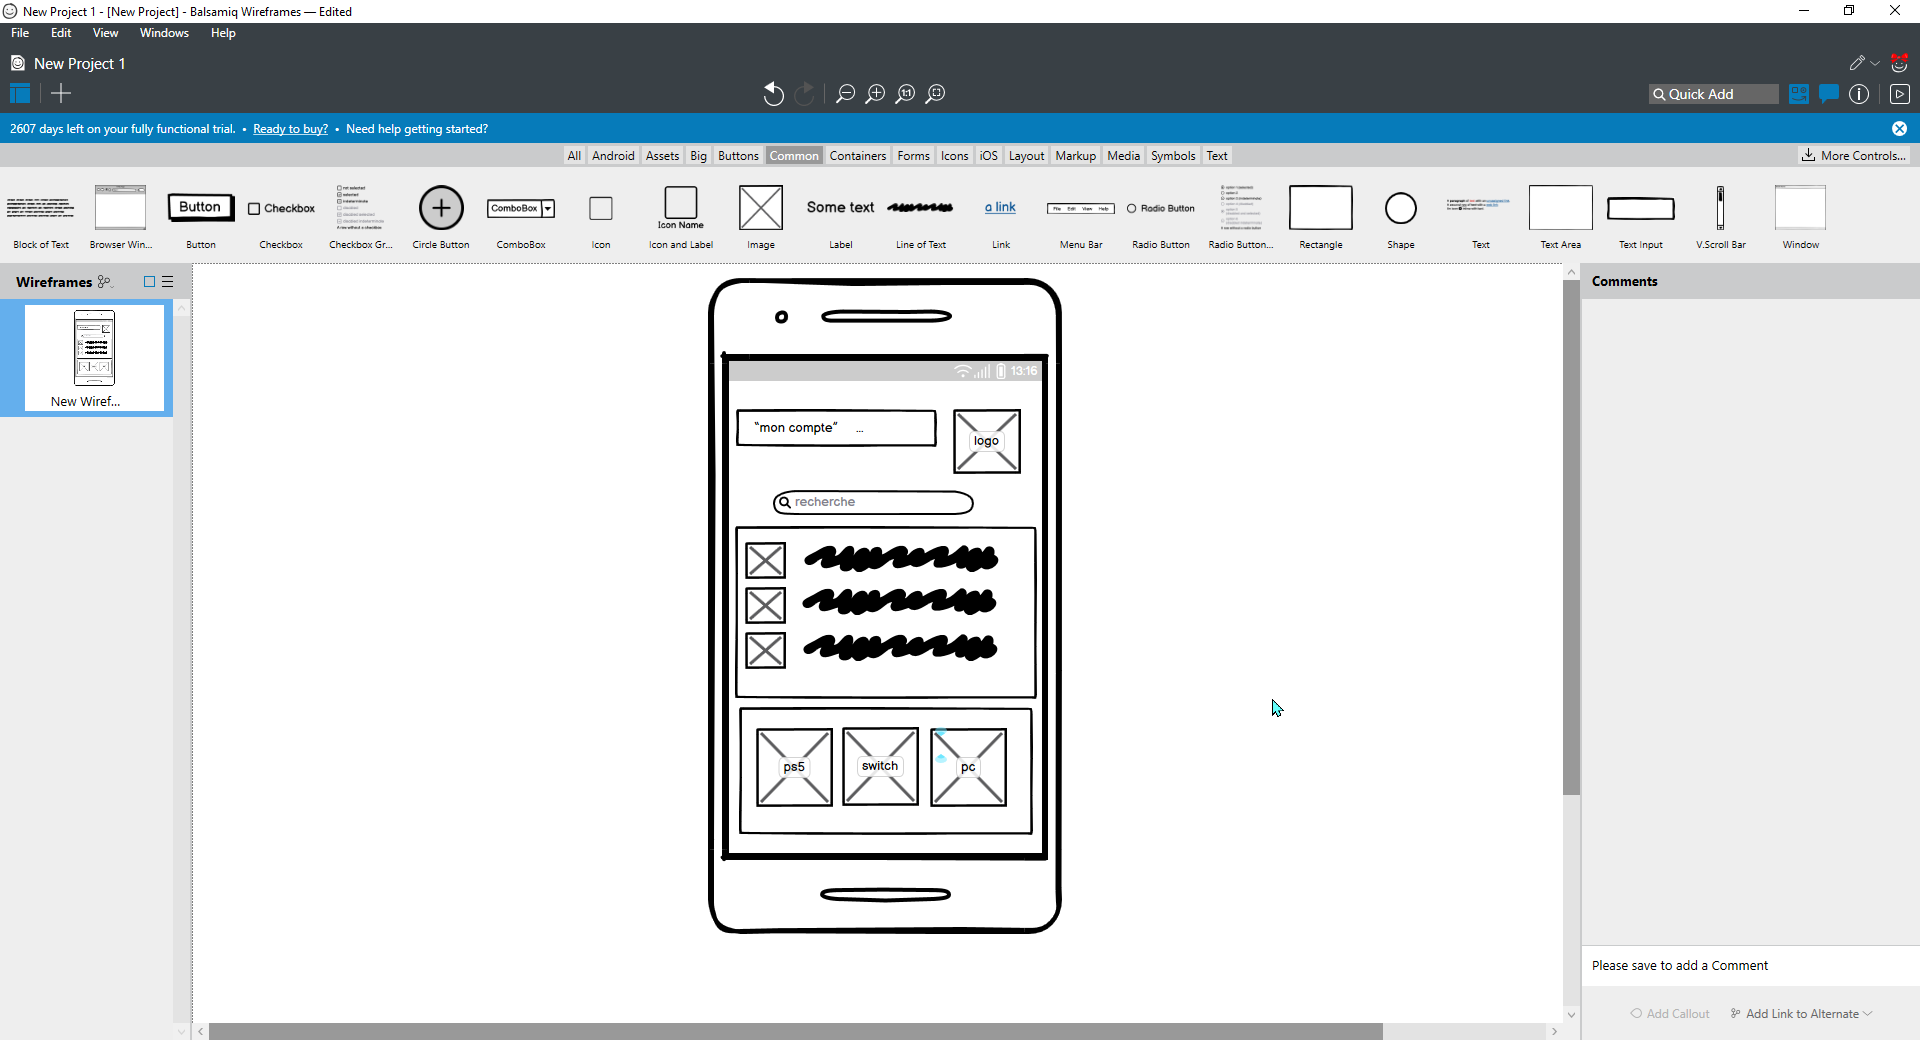 New Project 1 - [New Project] - Balsamiq Wireframes — Edited
File Edit View Windows Help
New Project 1
Quick Add
2607 days left on your fully functional trial. • Ready to buy? • Need help getting started?
All Android Assets Big Buttons Common Containers Forms Icons iOS Layout Markup Media Symbols Text
More Controls...
Button
Checkbox
ComboBox
Icon Name
Some text
a link
File Edit View Help
Radio Button
Block of Text
Browser Win...
Button
Checkbox
Checkbox Gr...
Circle Button
ComboBox
Icon
Icon and Label
Image
Label
Line of Text
Link
Menu Bar
Radio Button
Radio Button...
Rectangle
Shape
Text
Text Area
Text Input
V.Scroll Bar
Window
Wireframes
New Wiref...
13:16
"mon compte" ...
logo
recherche
ps5
switch
pc
Comments
Please save to add a Comment
Add Callout
Add Link to Alternate